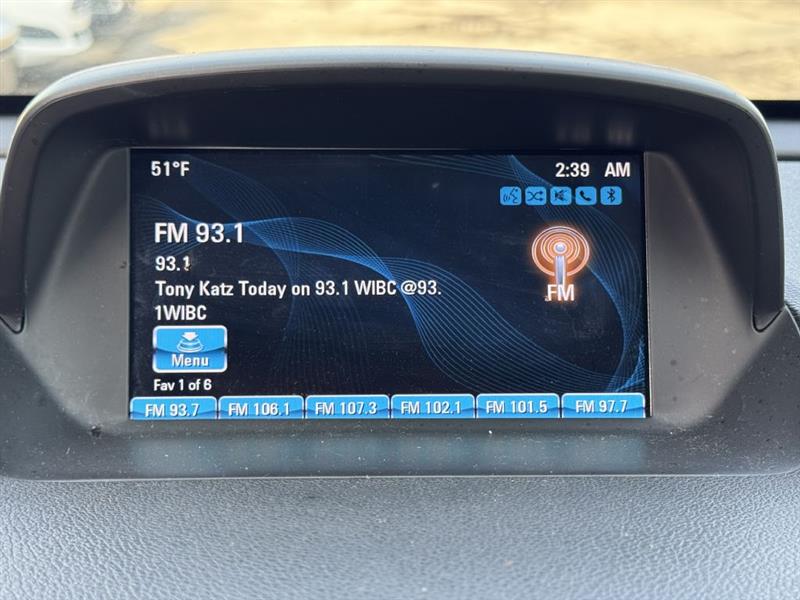 51°F
2:39 AM
FM 93.1
93.1
Tony Katz Today on 93.1 WIBC @93.
1WIBC
FM
Menu
Fav 1 of 6
FM 93.7 FM 106.1 FM 107.3 FM 102.1 FM 101.5 FM 97.7